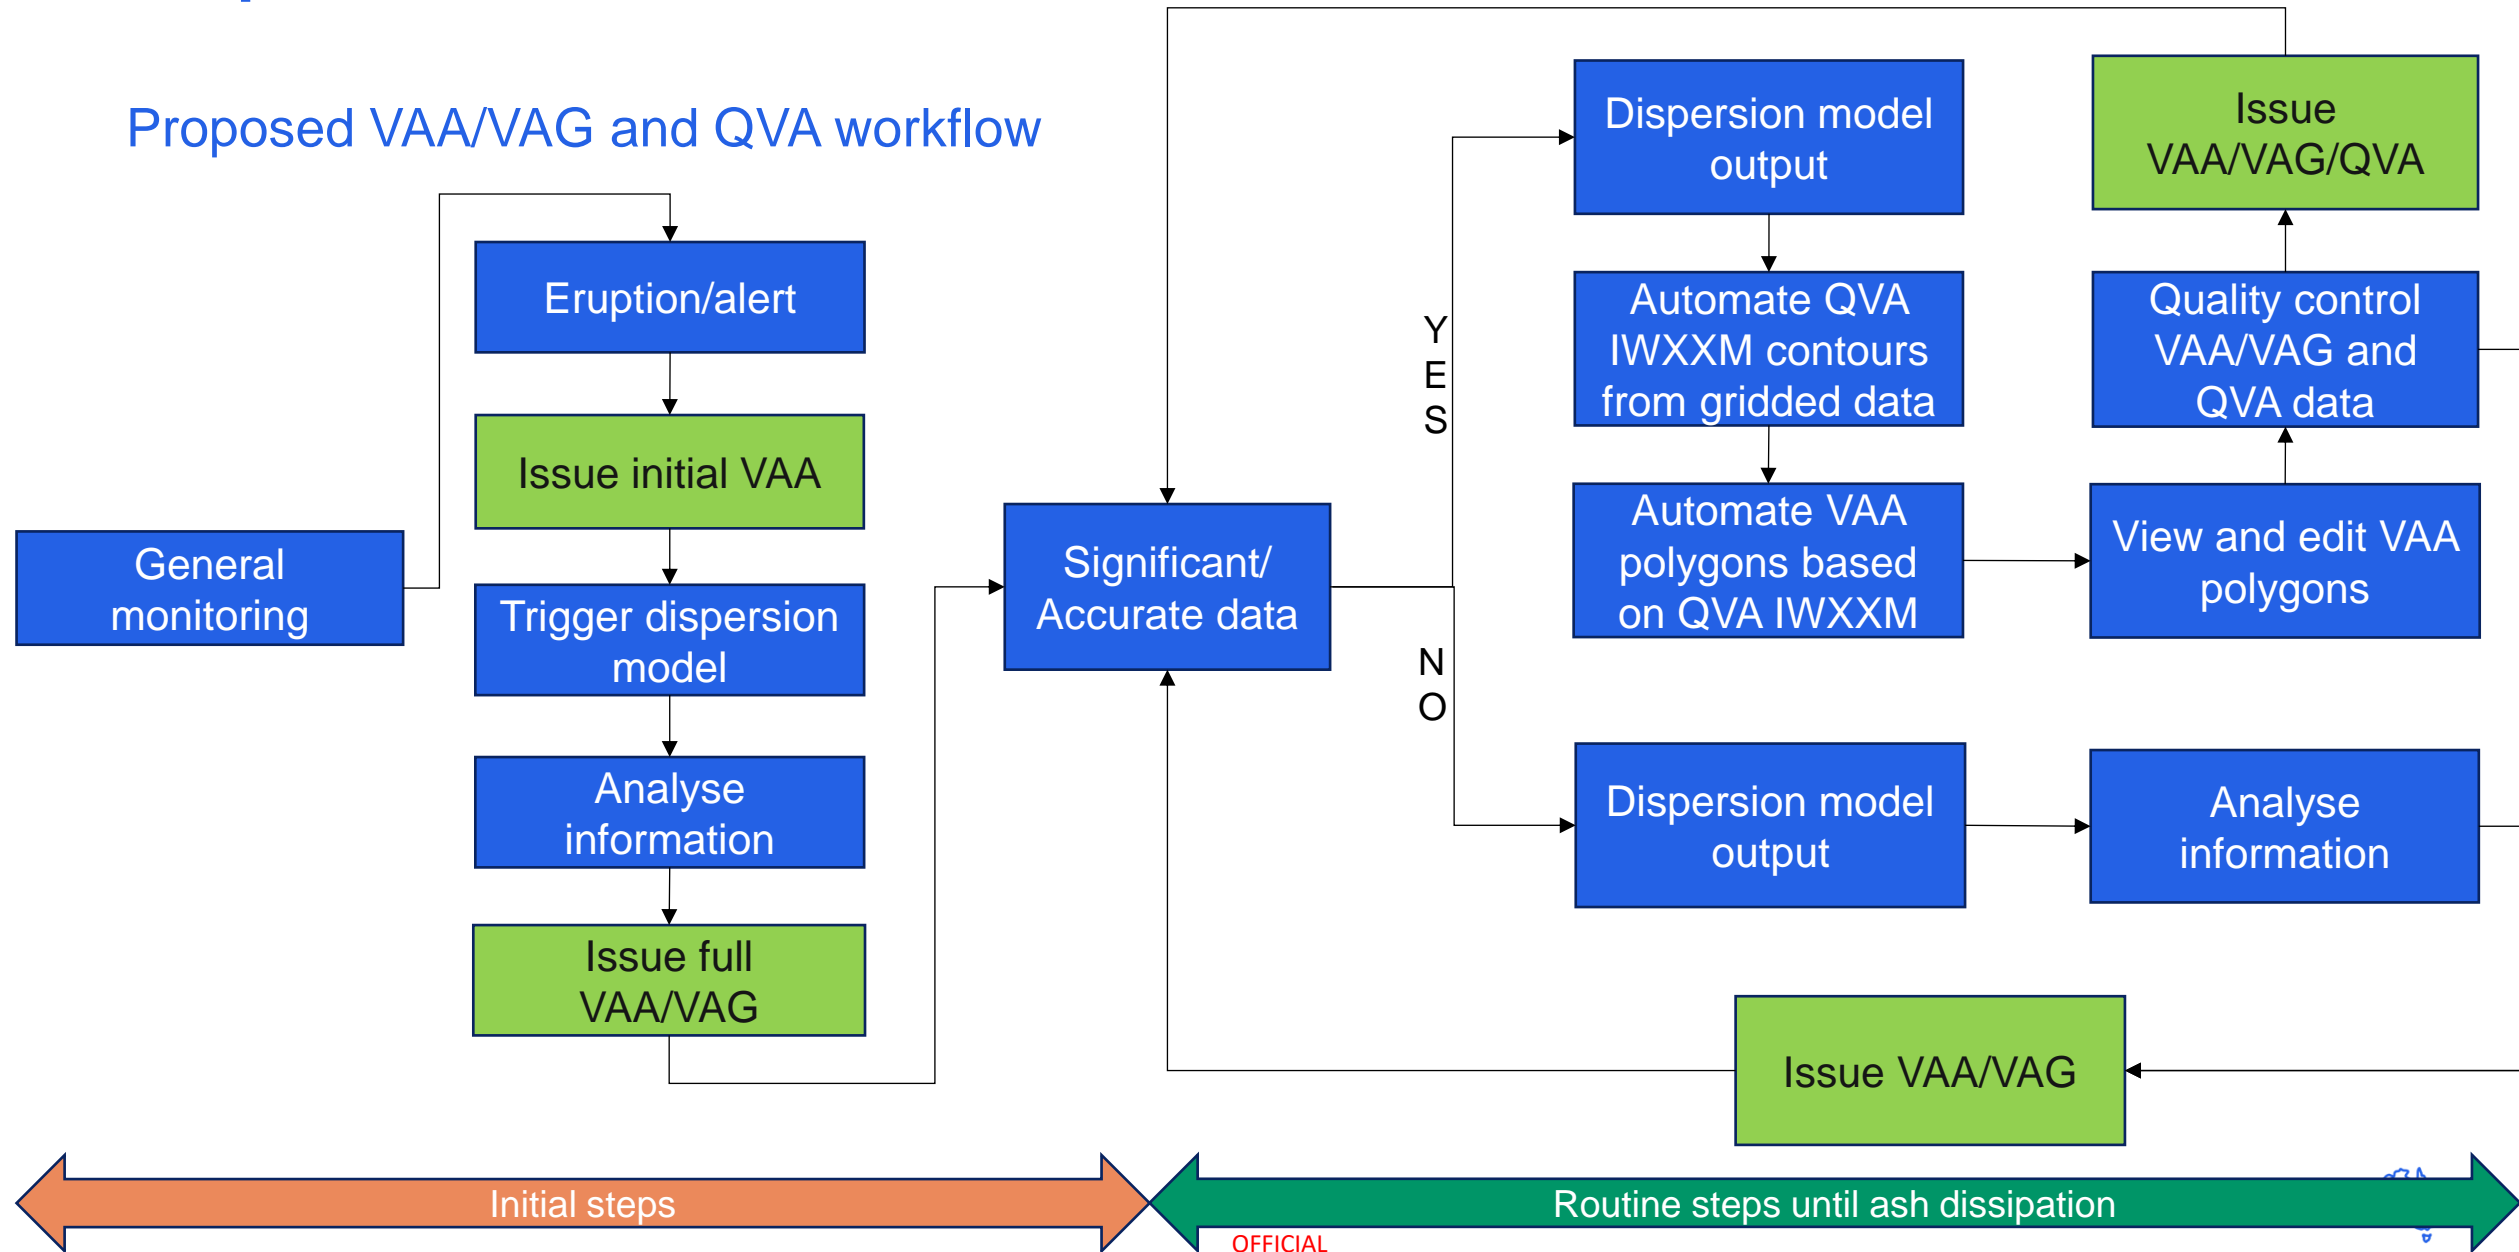 Proposed VAA/VAG and QVA workflow
General
monitoring
Eruption/alert
Issue initial VAA
Trigger dispersion
model
Analyse
information
Issue full
VAA/VAG
Significant/
Accurate data
Y
E
S
N
O
Dispersion model
output
Automate QVA
IWXXM contours
from gridded data
Automate VAA
polygons based
on QVA IWXXM
View and edit VAA
polygons
Quality control
VAA/VAG and
QVA data
Issue
VAA/VAG/QVA
Dispersion model
output
Analyse
information
Issue VAA/VAG
Initial steps
Routine steps until ash dissipation
OFFICIAL